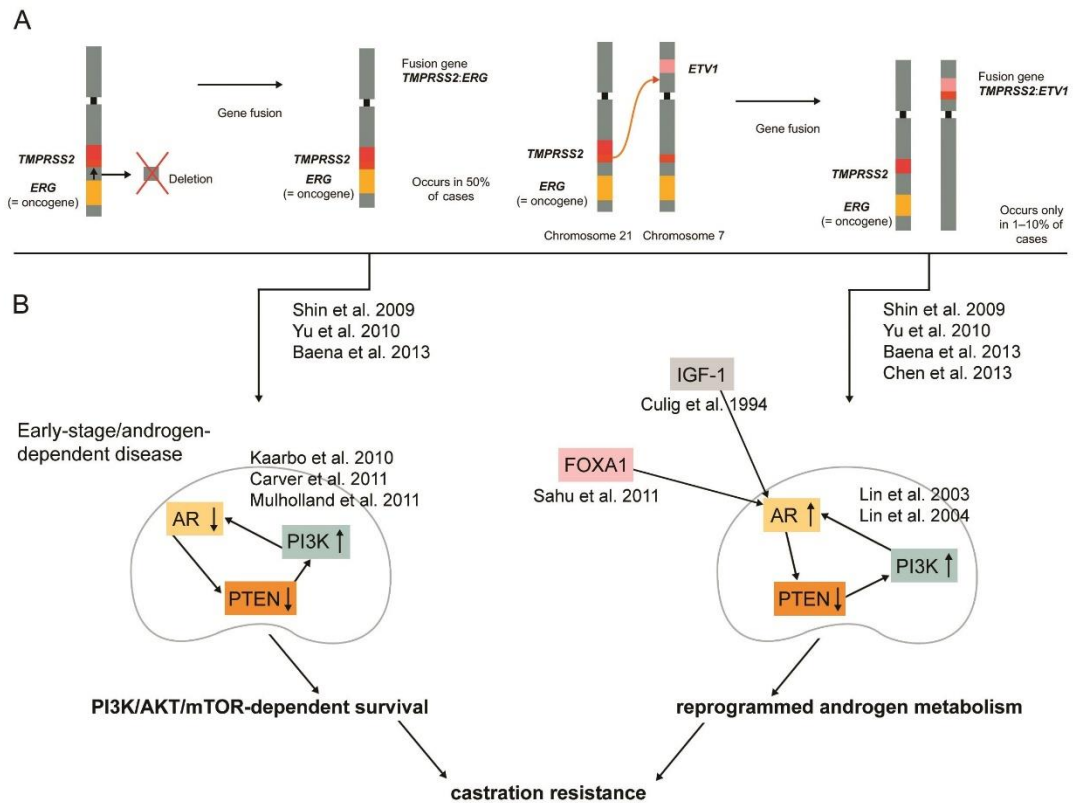 A
TMPRSS2
ERG
(= oncogene)
Deletion
Gene fusion
Fusion gene
TMPRSS2:ERG
TMPRSS2
ERG
(= oncogene)
Occurs in 50%
of cases
ETV1
TMPRSS2
ERG
(= oncogene)
Chromosome 21
Chromosome 7
Gene fusion
Fusion gene
TMPRSS2:ETV1
TMPRSS2
ERG
(= oncogene)
Occurs only
in 1–10% of
cases
B
Shin et al. 2009
Yu et al. 2010
Baena et al. 2013
Early-stage/androgen-
dependent disease
Kaarbo et al. 2010
Carver et al. 2011
Mulholland et al. 2011
AR ↓
PI3K ↑
PTEN ↓
PI3K/AKT/mTOR-dependent survival
Shin et al. 2009
Yu et al. 2010
Baena et al. 2013
Chen et al. 2013
IGF-1
Culig et al. 1994
FOXA1
Sahu et al. 2011
Lin et al. 2003
Lin et al. 2004
AR ↑
PI3K ↑
PTEN ↓
reprogrammed androgen metabolism
castration resistance